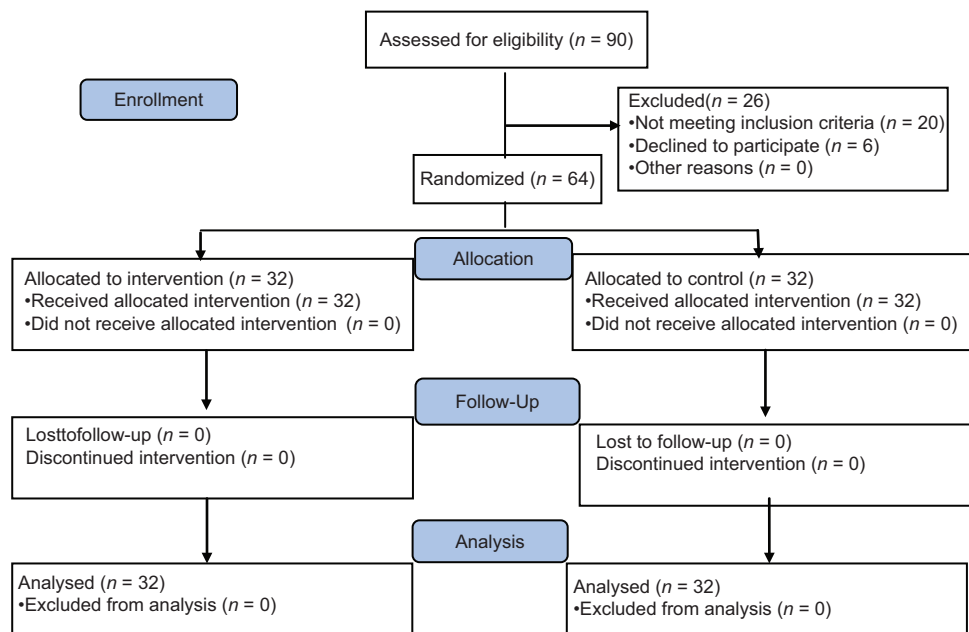 Assessed for eligibility (n = 90)
Enrollment
Excluded(n = 26)
•Not meeting inclusion criteria (n = 20)
•Declined to participate (n = 6)
•Other reasons (n = 0)
Randomized (n = 64)
Allocation
Allocated to intervention (n = 32)
•Received allocated intervention (n = 32)
•Did not receive allocated intervention (n = 0)
Allocated to control (n = 32)
•Received allocated intervention (n = 32)
•Did not receive allocated intervention (n = 0)
Follow-Up
Losttofollow-up (n = 0)
Discontinued intervention (n = 0)
Lost to follow-up (n = 0)
Discontinued intervention (n = 0)
Analysis
Analysed (n = 32)
•Excluded from analysis (n = 0)
Analysed (n = 32)
•Excluded from analysis (n = 0)